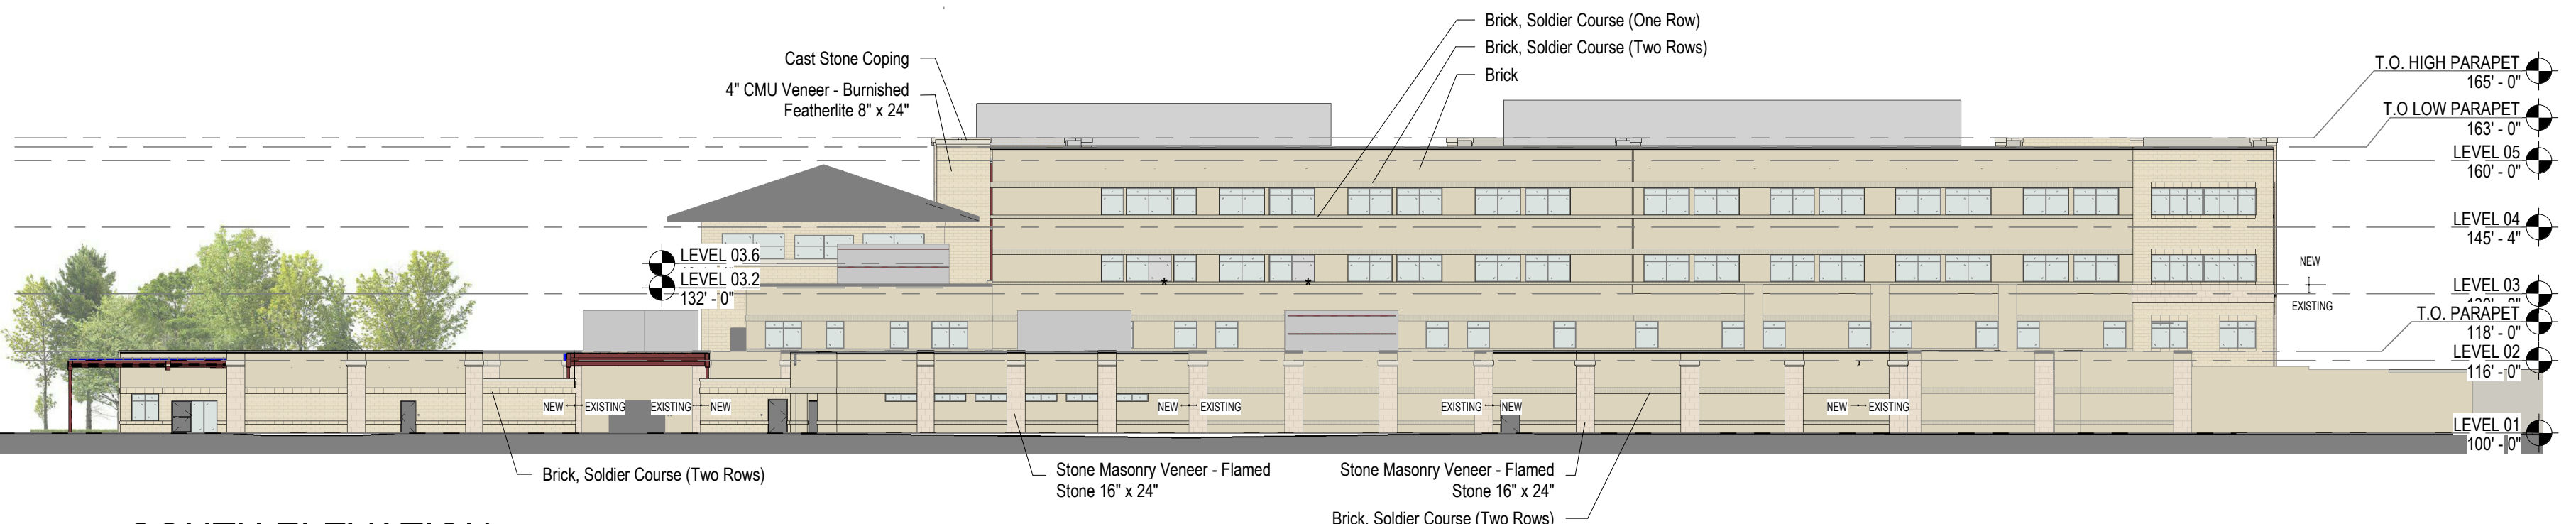 Brick, Soldier Course (One Row)
Brick, Soldier Course (Two Rows)
Brick
Cast Stone Coping
4" CMU Veneer - Burnished
Featherlite 8" x 24"
T.O. HIGH PARAPET
165' - 0"
T.O LOW PARAPET
163' - 0"
LEVEL 05
160' - 0"
LEVEL 04
145' - 4"
LEVEL 03.6
LEVEL 03.2
132' - 0"
NEW
EXISTING
LEVEL 03
T.O. PARAPET
118' - 0"
LEVEL 02
116' - 0"
NEW EXISTING
EXISTING NEW
NEW EXISTING
EXISTING NEW
NEW EXISTING
LEVEL 01
100' - 0"
Brick, Soldier Course (Two Rows)
Stone Masonry Veneer - Flamed
Stone 16" x 24"
Stone Masonry Veneer - Flamed
Stone 16" x 24"
Brick, Soldier Course (Two Rows)
SOUTH ELEVATION